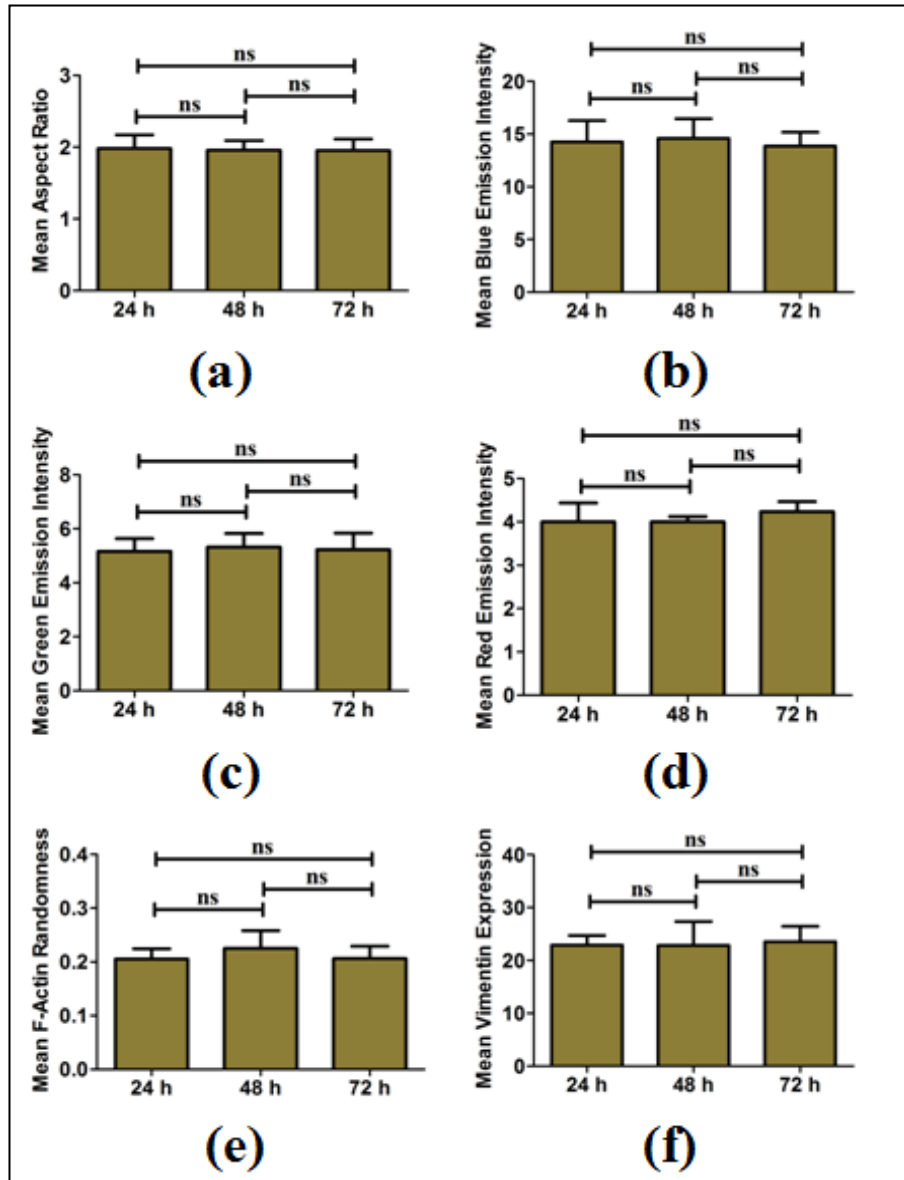 ns
ns
ns
Mean Aspect Ratio
3
2
1
0
24 h 48 h 72 h
(a)
ns
ns
ns
Mean Blue Emission Intensity
20
15
10
5
0
24 h 48 h 72 h
(b)
ns
ns
ns
Mean Green Emission Intensity
8
6
4
2
0
24 h 48 h 72 h
(c)
ns
ns
ns
Mean Red Emission Intensity
5
4
3
2
1
0
24 h 48 h 72 h
(d)
ns
ns
ns
Mean F-Actin Randomness
0.4
0.3
0.2
0.1
0.0
24 h 48 h 72 h
(e)
ns
ns
ns
Mean Vimentin Expression
40
30
20
10
0
24 h 48 h 72 h
(f)